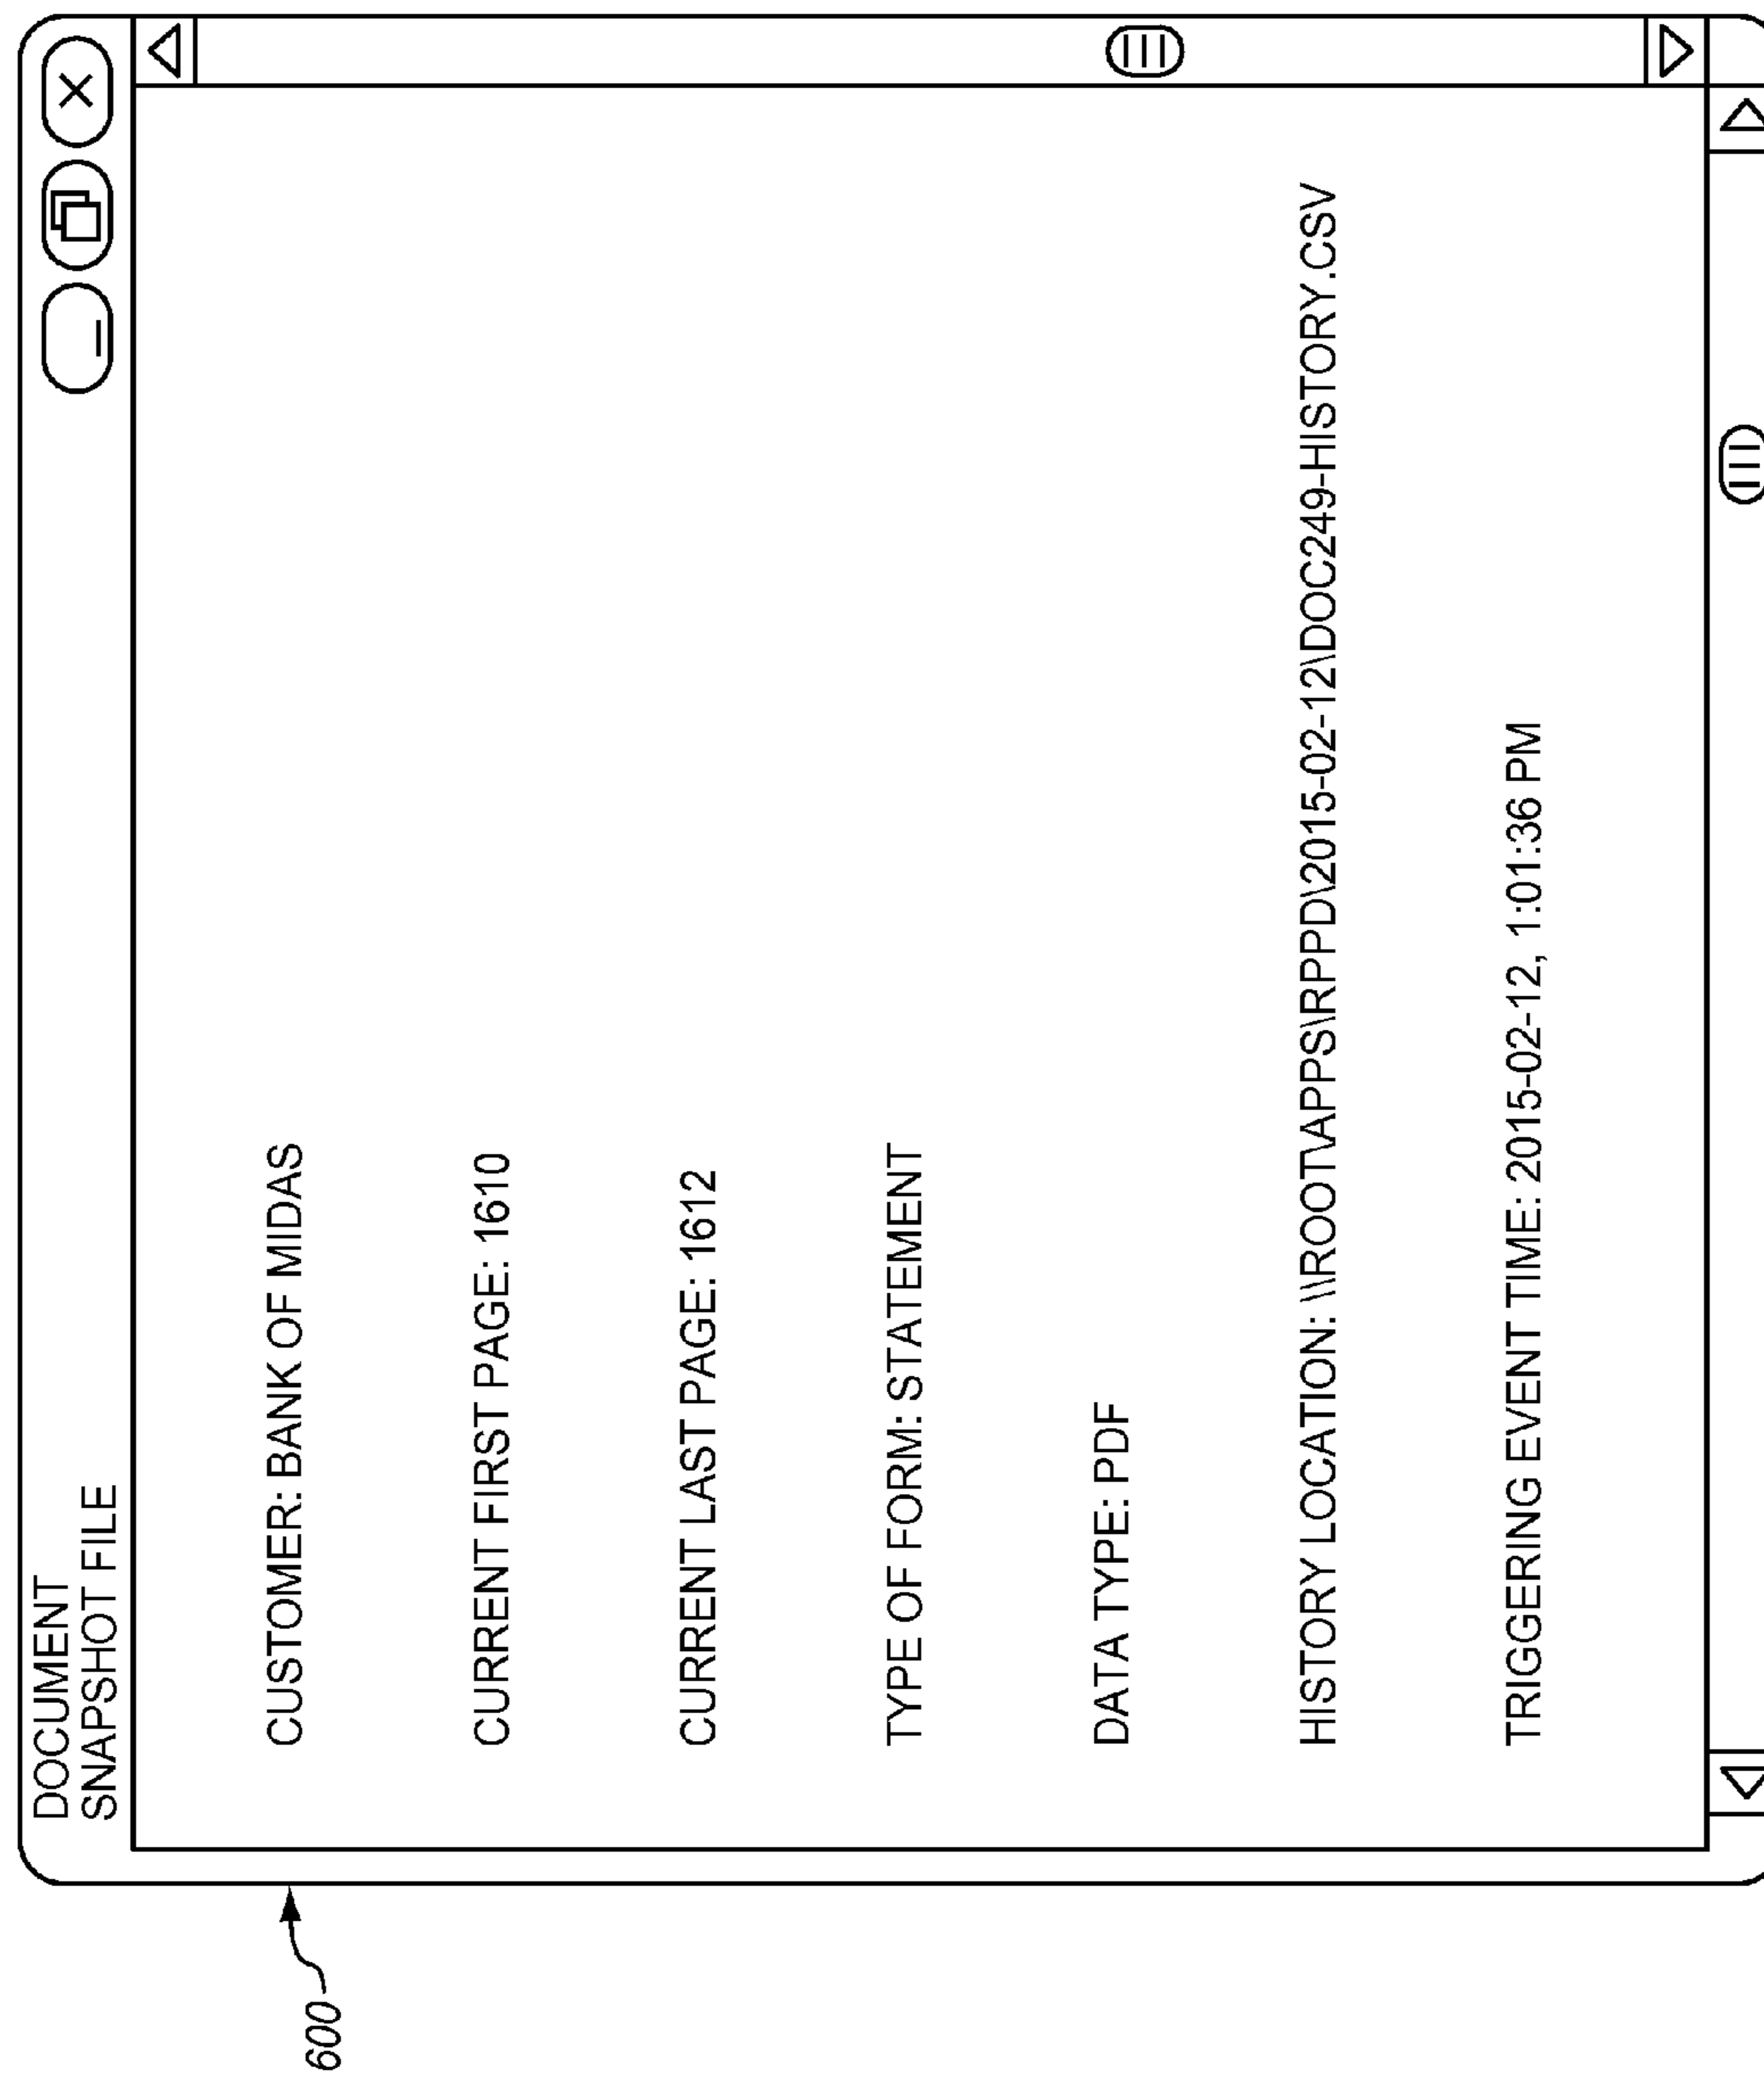 DOCUMENT
SNAPSHOT FILE
CUSTOMER: BANK OF MIDAS
CURRENT FIRST PAGE: 1610
CURRENT LAST PAGE: 1612
TYPE OF FORM: STATEMENT
DATA TYPE: PDF
HISTORY LOCATION: \\ROOT\APPS\RPPD\2015-02-12\DOC249-HISTORY.CSV
TRIGGERING EVENT TIME: 2015-02-12, 1:01:36 PM
600